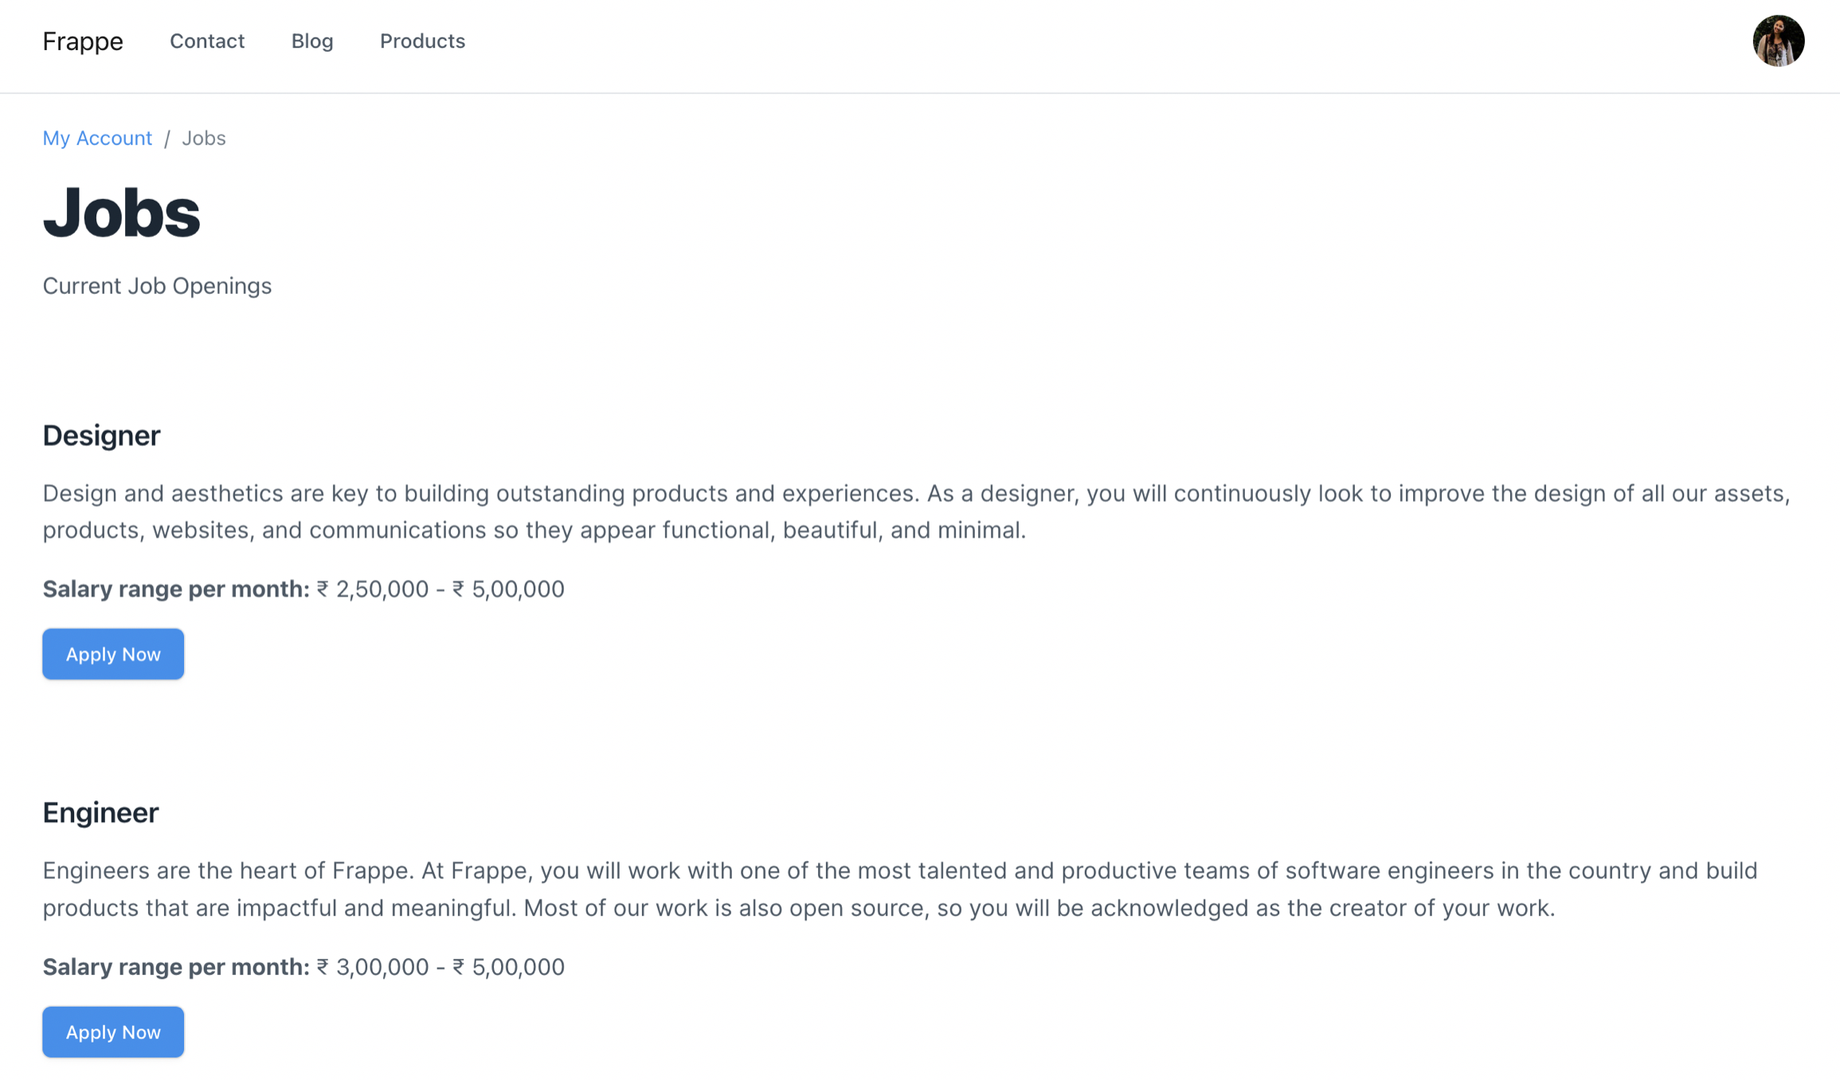 Frappe Contact Blog Products
My Account / Jobs
Jobs
Current Job Openings
Designer
Design and aesthetics are key to building outstanding products and experiences. As a designer, you will continuously look to improve the design of all our assets,
products, websites, and communications so they appear functional, beautiful, and minimal.
Salary range per month: ₹ 2,50,000 - ₹ 5,00,000
Apply Now
Engineer
Engineers are the heart of Frappe. At Frappe, you will work with one of the most talented and productive teams of software engineers in the country and build
products that are impactful and meaningful. Most of our work is also open source, so you will be acknowledged as the creator of your work.
Salary range per month: ₹ 3,00,000 - ₹ 5,00,000
Apply Now